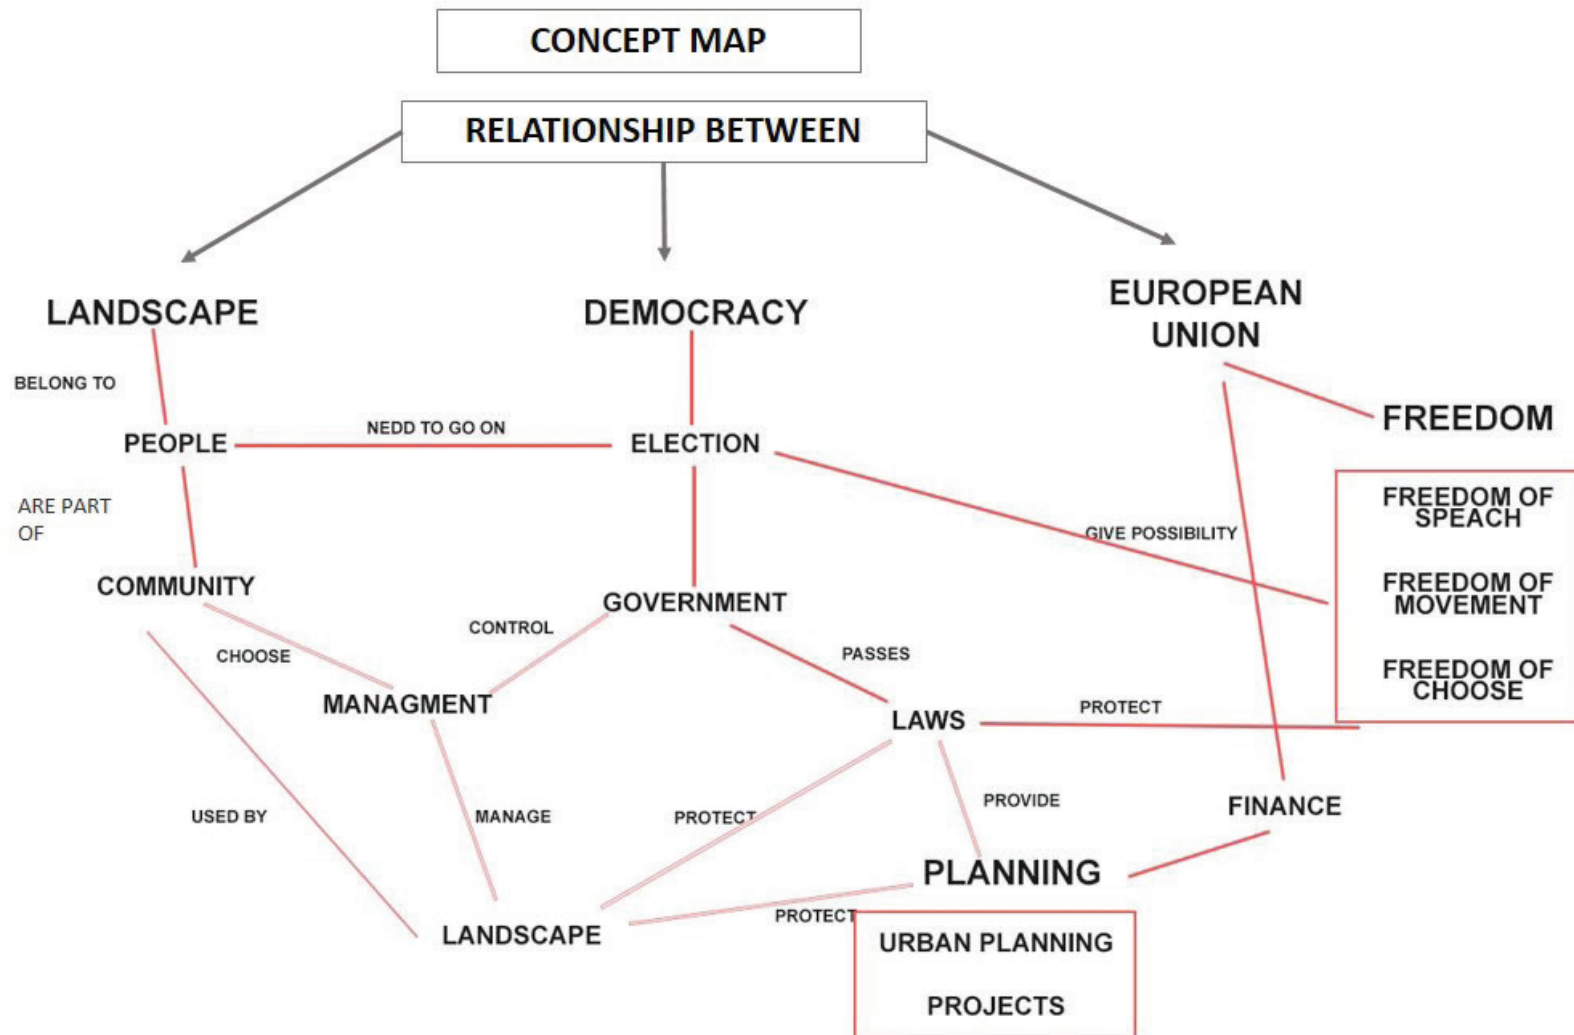 CONCEPT MAP
RELATIONSHIP BETWEEN
LANDSCAPE
DEMOCRACY
EUROPEAN
UNION
BELONG TO
FREEDOM
PEOPLE
NEDD TO GO ON
ELECTION
ARE PART
OF
FREEDOM OF
SPEACH
GIVE POSSIBILITY
COMMUNITY
GOVERNMENT
FREEDOM OF
MOVEMENT
CHOOSE
CONTROL
PASSES
FREEDOM OF
CHOOSE
MANAGMENT
LAWS
PROTECT
USED BY
MANAGE
PROTECT
PROVIDE
FINANCE
PLANNING
LANDSCAPE
PROTECT
URBAN PLANNING
PROJECTS